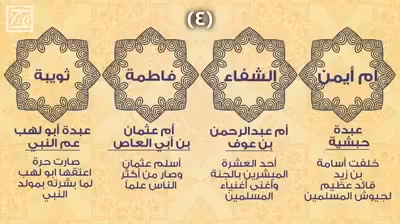 (٤)
أم أيمن
الشفاء
فاطمة
ثويبة
عبدة
حبشية
أم عبدالرحمن
بن عوف
أم عثمان
بن أبي العاص
عبدة أبو لهب
عم النبي
خلفت أسامة
بن زيد
قائد عظيم
لجيوش المسلمين
أحد العشرة
المبشرين بالجنة
وأغنى أغنياء
المسلمين
أسلم عثمان
وصار من أكثر
الناس علما
صارت حرة
اعتقها ابو لهب
لما بشرته بمولد
النبي